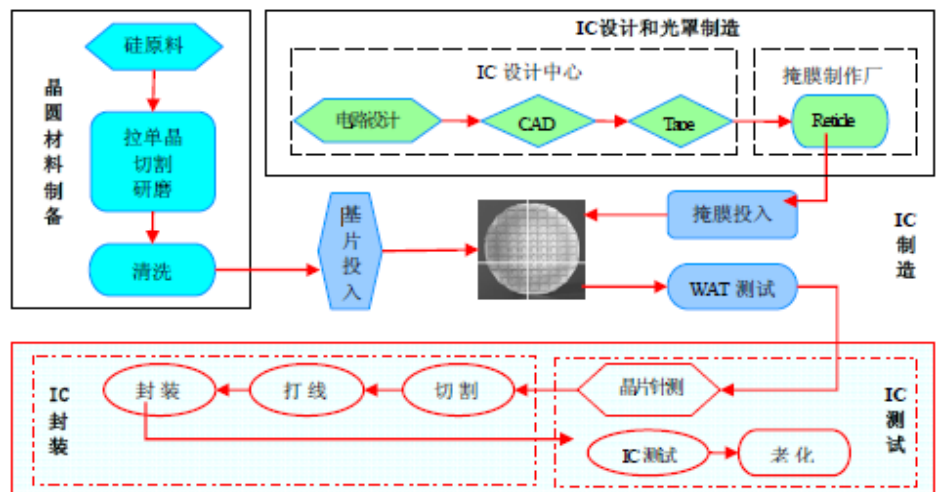 晶圆材料制备
硅原料
拉单晶
切割
研磨
清洗
IC设计和光罩制造
IC 设计中心
电路设计
CAD
Tape
掩膜制作厂
Reticle
基片投入
掩膜投入
WAT 测试
IC
制造
IC
封装
封 装
打 线
切 割
晶片针测
IC 测试
老 化
IC
测试